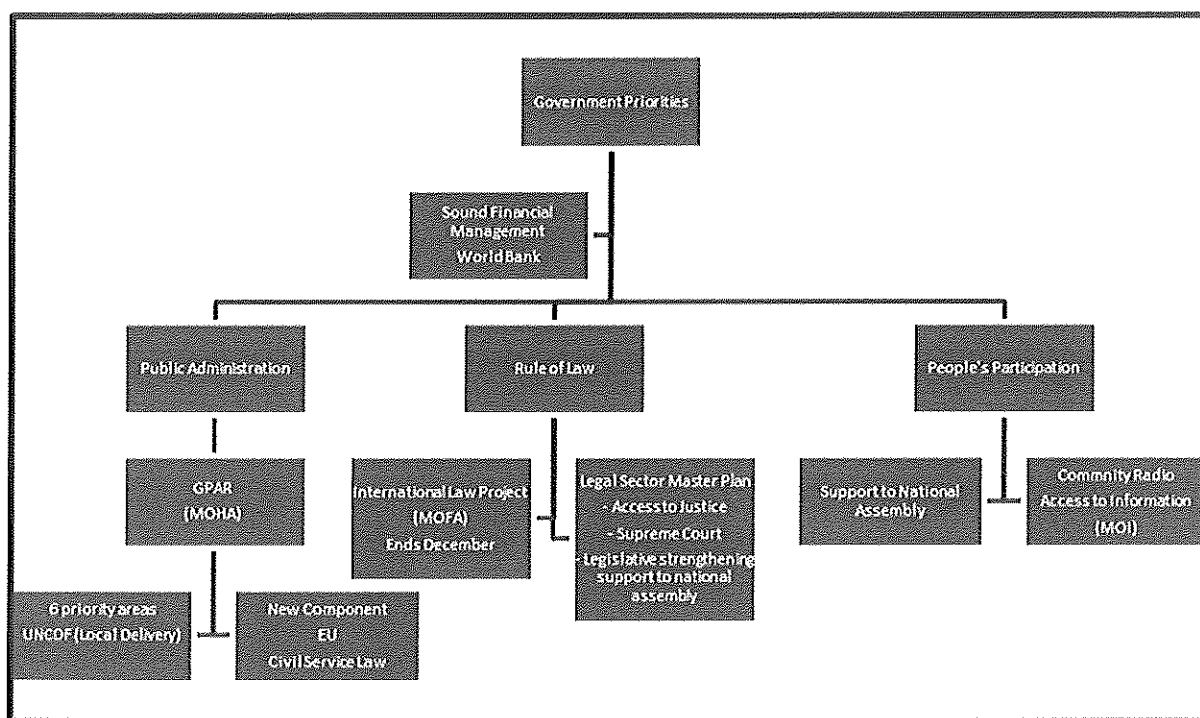 Government Priorities
Sound Financial
Management
World Bank
Public Administration
Rule of Law
People's Participation
GPAR
(MOHA)
International Law Project
(MOFA)
Ends December
Legal Sector Master Plan
- Access to Justice
- Supreme Court
- Legislative strengthening
support to national
assembly
Support to National
Assembly
Commnity Radio
Access to Information
(MOI)
6 priority areas
UNCDF (Local Delivery)
New Component
EU
Civil Service Law